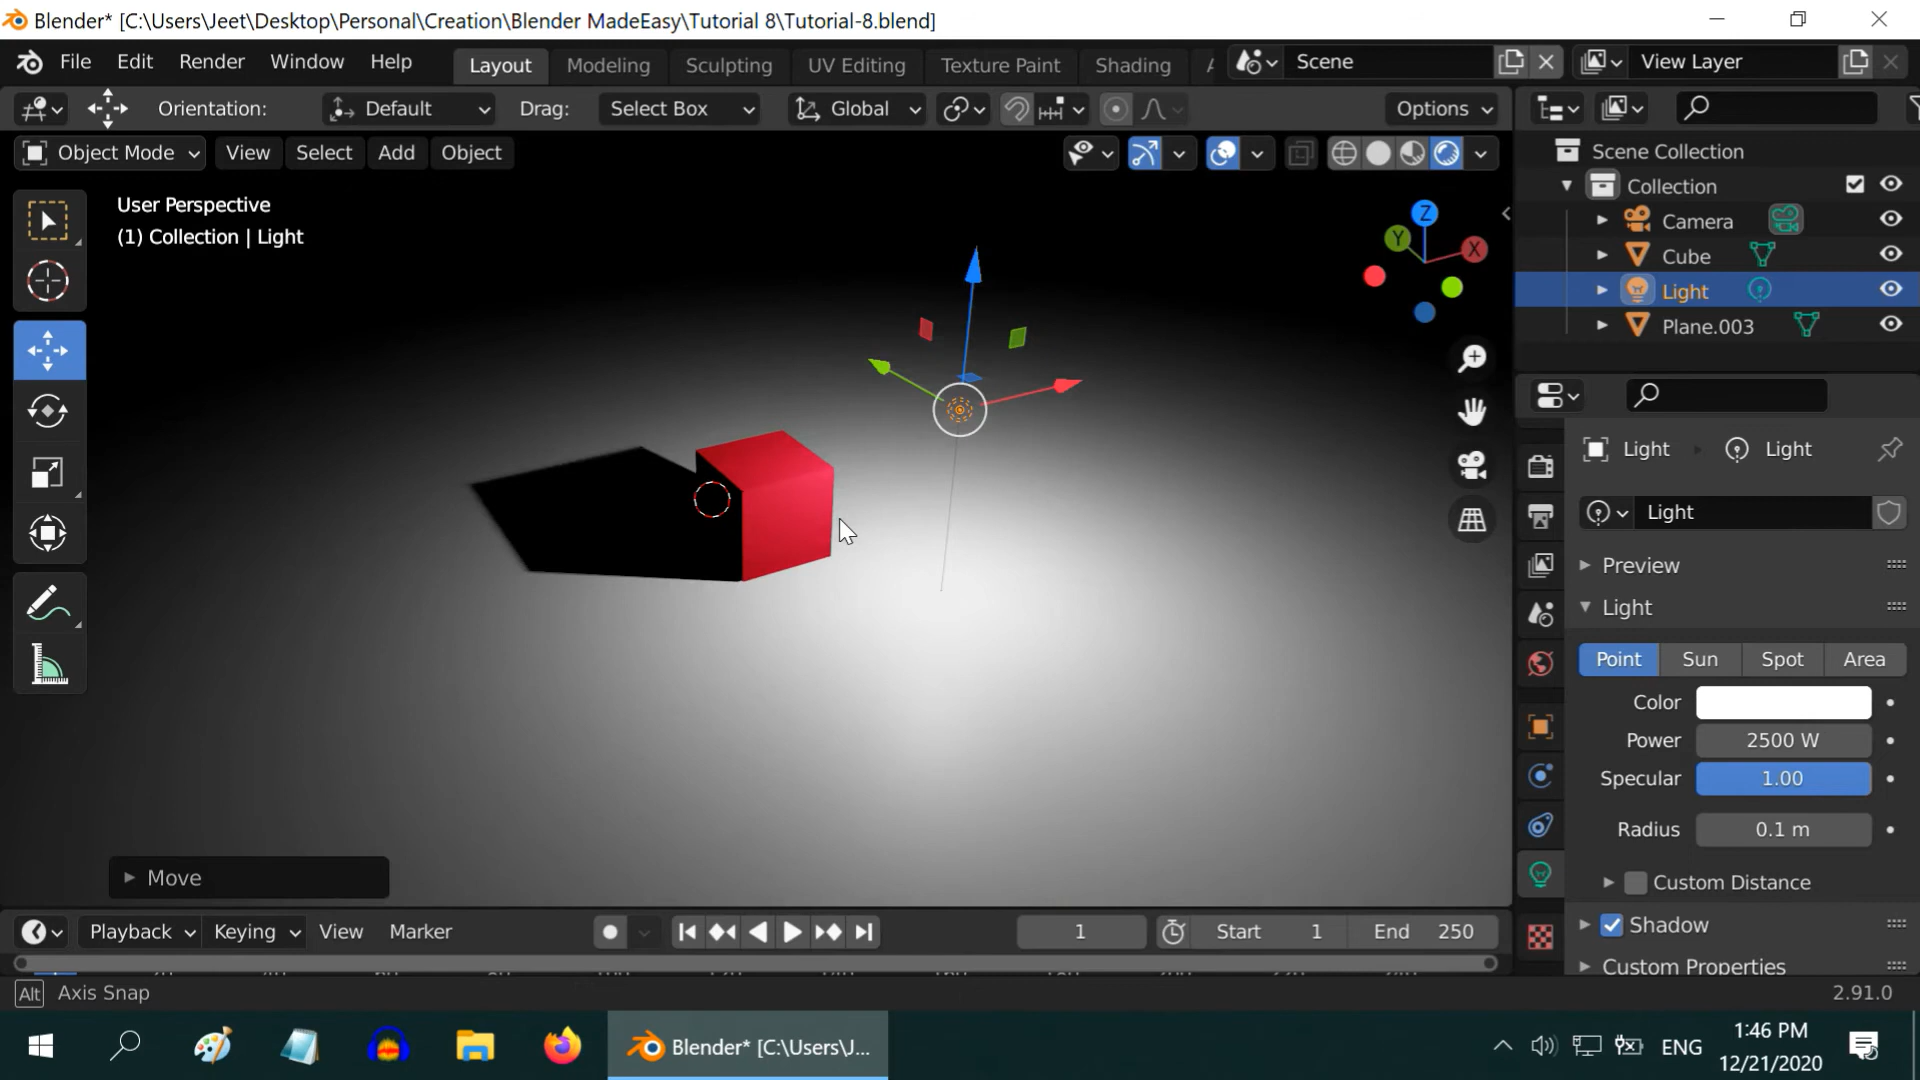 Blender* [C:\Users\Jeet\Desktop\Personal\Creation\Blender MadeEasy\Tutorial 8\Tutorial-8.blend]
File Edit Render Window Help Layout Modeling Sculpting UV Editing Texture Paint Shading Scene View Layer
Orientation: Default Drag: Select Box Global Options
Object Mode View Select Add Object
User Perspective
(1) Collection | Light
Z
Y
X
Scene Collection
Collection
Camera
Cube
Light
Plane.003
Light Light
Light
Preview
Light
Point Sun Spot Area
Color
Power 2500 W
Specular 1.00
Radius 0.1 m
Custom Distance
Shadow
Custom Properties
Move
Playback Keying View Marker 1 Start 1 End 250
Alt Axis Snap 2.91.0
Blender* [C:\Users\J...
ENG
1:46 PM
12/21/2020